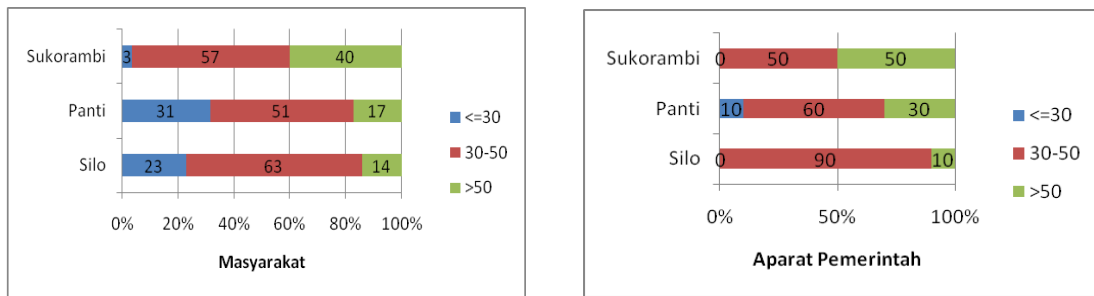 Sukorambi 3 57 40
Panti 31 51 17
Silo 23 63 14
<=30
30-50
>50
0% 20% 40% 60% 80% 100%
Masyarakat
Sukorambi 0 50 50
Panti 10 60 30
Silo 0 90 10
<=30
30-50
>50
0% 50% 100%
Aparat Pemerintah